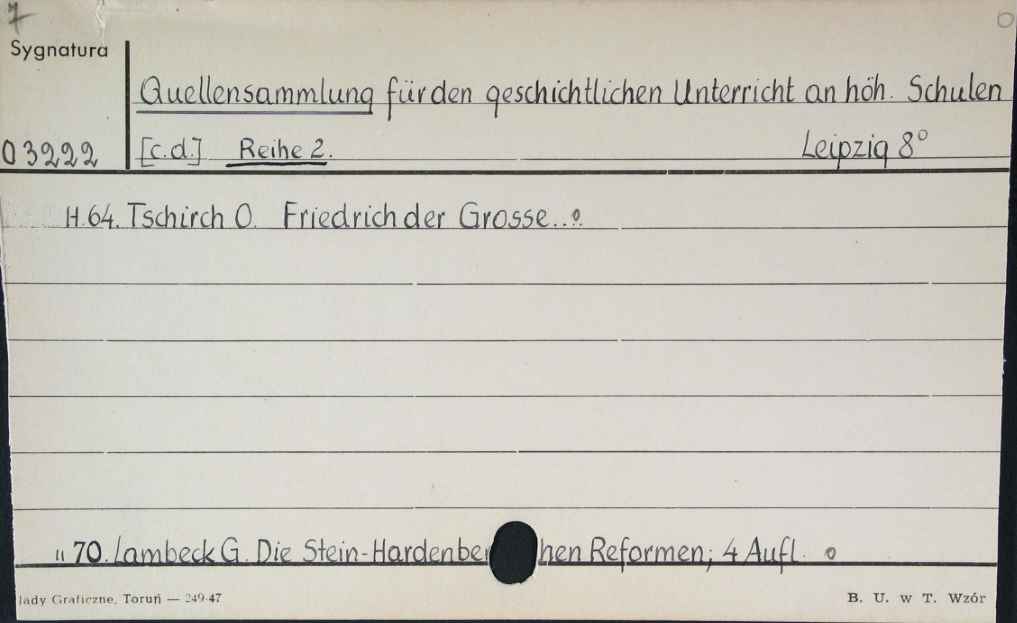 7
Sygnatura
Quellensammlung für den geschichtlichen Unterricht an höh. Schulen
03222 [c.d.] Reihe 2. Leipzig 8°
H.64. Tschirch O. Friedrich der Grosse...
" 70. Lambeck G. Die Stein-Hardenber hen Reformen; 4 Aufl.
lady Graficzne, Toruń — 249-47 B. U. w T. Wzór